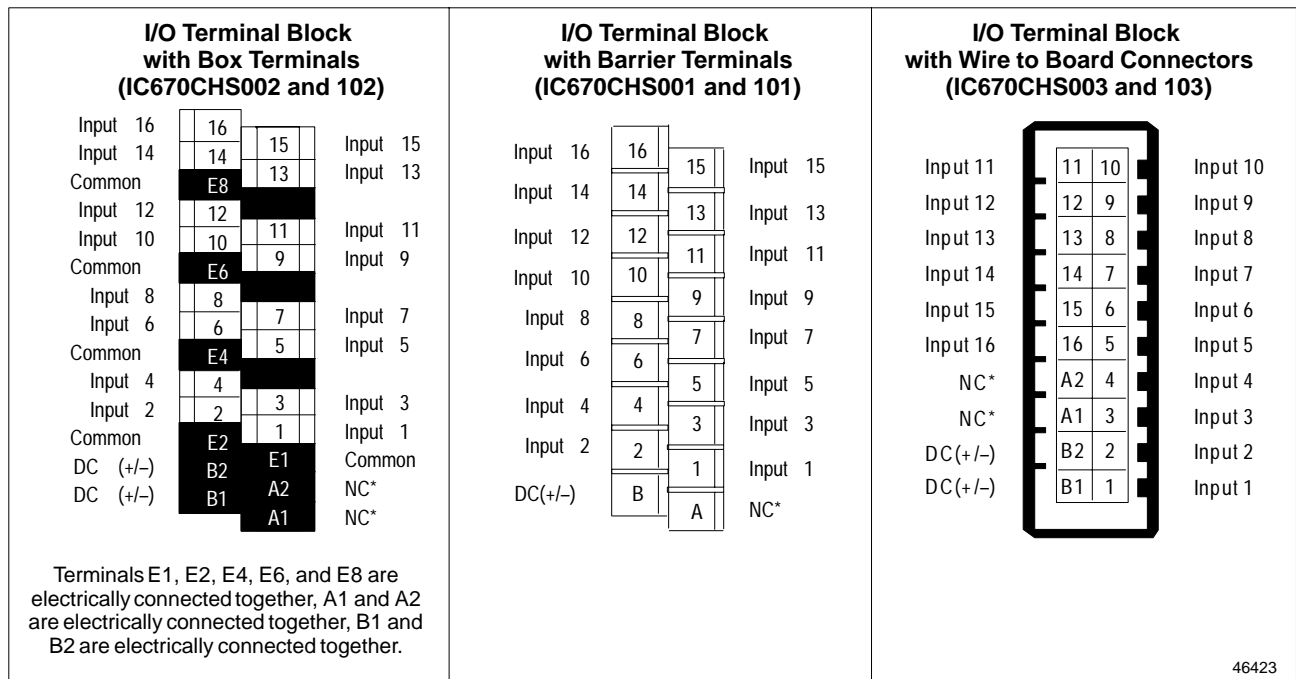 I/O Terminal Block
with Box Terminals
(IC670CHS002 and 102)
Input 16 16
15 Input 15
Input 14 14
13 Input 13
Common E8
Input 12 12
11 Input 11
Input 10 10
9 Input 9
Common E6
Input 8 8
7 Input 7
Input 6 6
5 Input 5
Common E4
Input 4 4
3 Input 3
Input 2 2
1 Input 1
Common E2
E1 Common
DC (+/–) B2
A2 NC*
DC (+/–) B1
A1 NC*
Terminals E1, E2, E4, E6, and E8 are
electrically connected together, A1 and A2
are electrically connected together, B1 and
B2 are electrically connected together.
I/O Terminal Block
with Barrier Terminals
(IC670CHS001 and 101)
Input 16 16
15 Input 15
Input 14 14
13 Input 13
Input 12 12
11 Input 11
Input 10 10
9 Input 9
Input 8 8
7 Input 7
Input 6 6
5 Input 5
Input 4 4
3 Input 3
Input 2 2
1 Input 1
DC(+/–) B
A NC*
I/O Terminal Block
with Wire to Board Connectors
(IC670CHS003 and 103)
Input 11 11 10 Input 10
Input 12 12 9 Input 9
Input 13 13 8 Input 8
Input 14 14 7 Input 7
Input 15 15 6 Input 6
Input 16 16 5 Input 5
NC* A2 4 Input 4
NC* A1 3 Input 3
DC(+/–) B2 2 Input 2
DC(+/–) B1 1 Input 1
46423